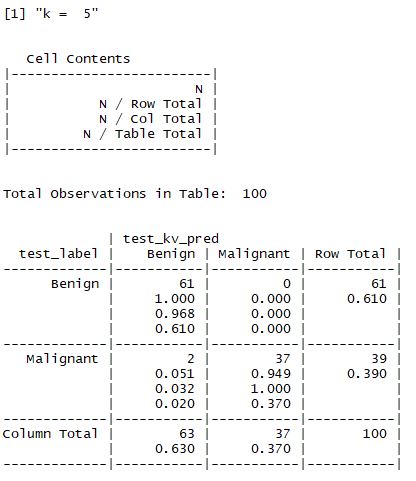 [1] "k =  5"
   Cell Contents
|-------------------------|
|                       N |
|           N / Row Total |
|           N / Col Total |
|         N / Table Total |
|-------------------------|
Total Observations in Table:  100
             | test_kv_pred
  test_label |    Benign | Malignant | Row Total |
-------------|-----------|-----------|-----------|
      Benign |        61 |         0 |        61 |
             |     1.000 |     0.000 |     0.610 |
             |     0.968 |     0.000 |           |
             |     0.610 |     0.000 |           |
-------------|-----------|-----------|-----------|
   Malignant |         2 |        37 |        39 |
             |     0.051 |     0.949 |     0.390 |
             |     0.032 |     1.000 |           |
             |     0.020 |     0.370 |           |
-------------|-----------|-----------|-----------|
Column Total |        63 |        37 |       100 |
             |     0.630 |     0.370 |           |
-------------|-----------|-----------|-----------|